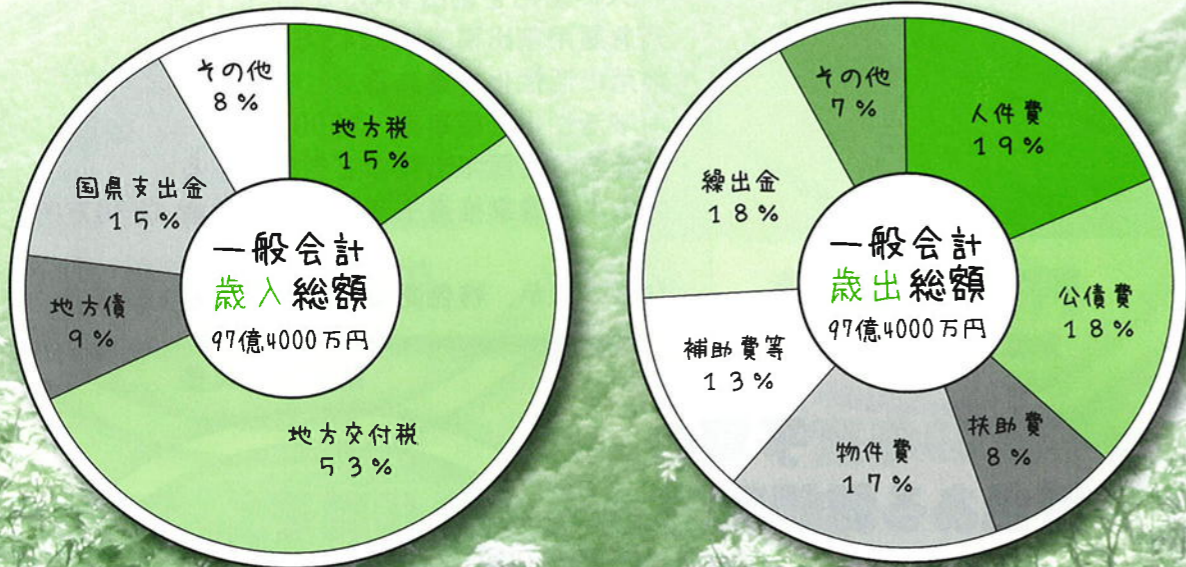 一般会計
歳入総額
97億4000万円
地方税
15%
地方交付税
53%
地方債
9%
国県支出金
15%
その他
8%
一般会計
歳出総額
97億4000万円
人件費
19%
公債費
18%
扶助費
8%
物件費
17%
補助費等
13%
繰出金
18%
その他
7%